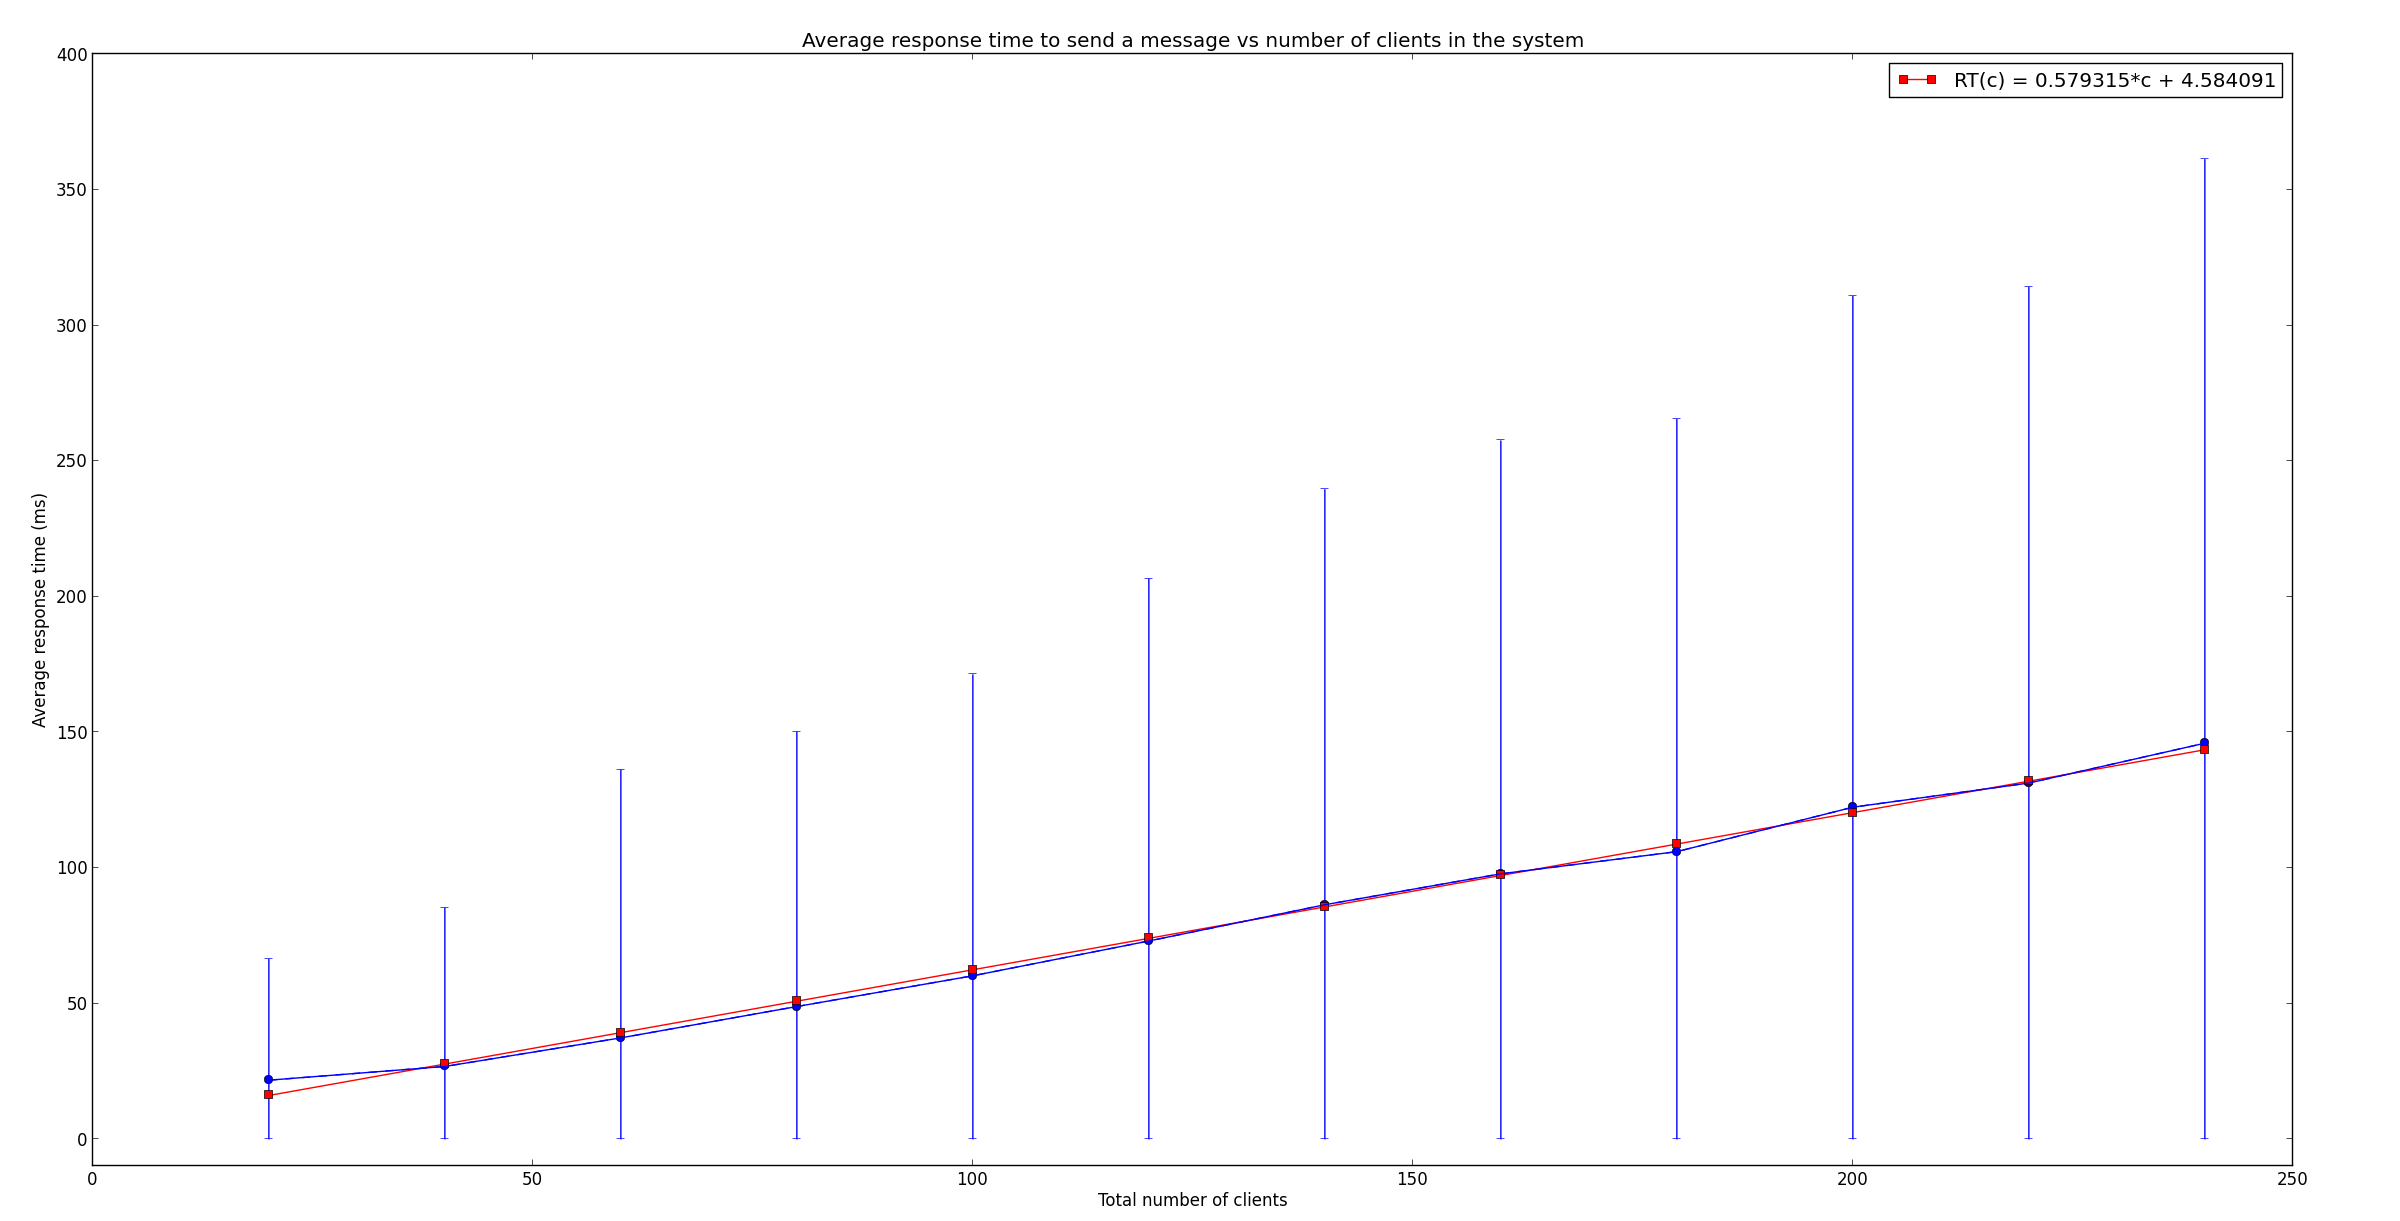 Average response time to send a message vs number of clients in the system
RT(c) = 0.579315*c + 4.584091
400
350
300
250
200
150
100
50
0
Average response time (ms)
0 50 100 150 200 250
Total number of clients